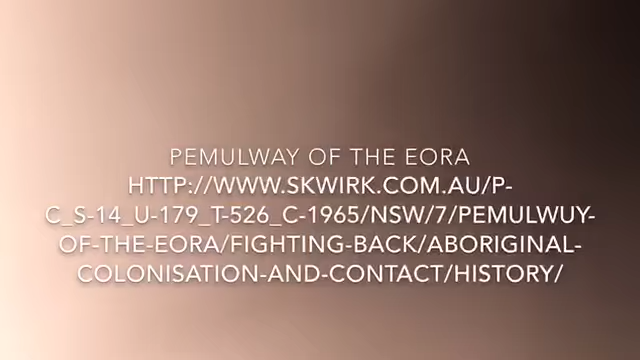 PEMULWAY OF THE EORA
HTTP://WWW.SKWIRK.COM.AU/P-
C_S-14_U-179_T-526_C-1965/NSW/7/PEMULWUY-
OF-THE-EORA/FIGHTING-BACK/ABORIGINAL-
COLONISATION-AND-CONTACT/HISTORY/